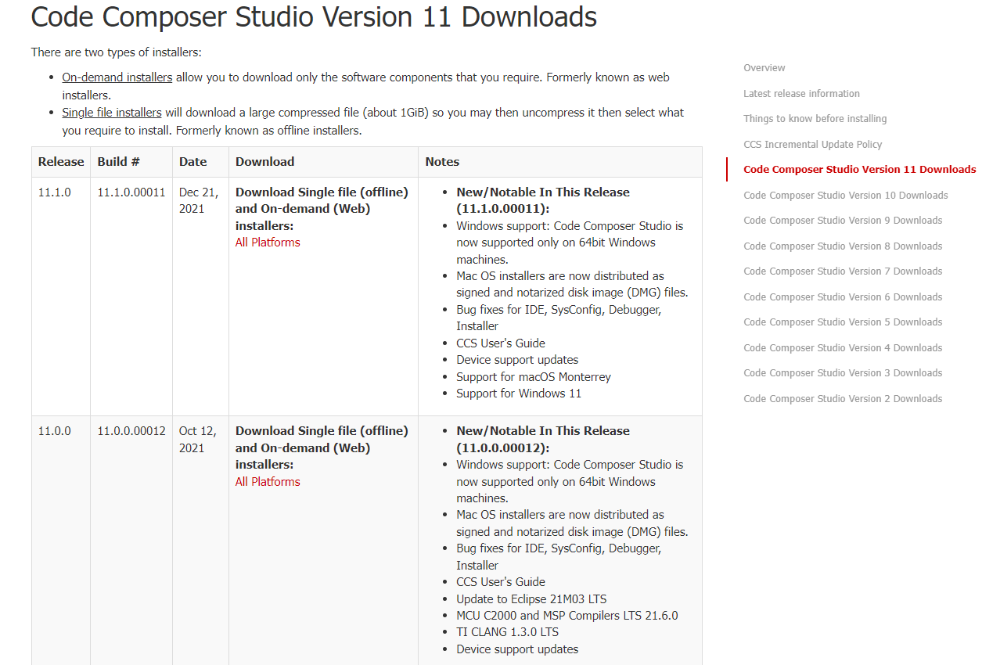 Code Composer Studio Version 11 Downloads
There are two types of installers:
On-demand installers allow you to download only the software components that you require. Formerly known as web
installers.
Single file installers will download a large compressed file (about 1GiB) so you may then uncompress it then select what
you require to install. Formerly known as offline installers.
Release Build # Date Download Notes
11.1.0
11.1.0.00011
Dec 21,
2021
Download Single file (offline)
and On-demand (Web)
installers:
All Platforms
New/Notable In This Release
(11.1.0.00011):
Windows support: Code Composer Studio is
now supported only on 64bit Windows
machines.
Mac OS installers are now distributed as
signed and notarized disk image (DMG) files.
Bug fixes for IDE, SysConfig, Debugger,
Installer
CCS User's Guide
Device support updates
Support for macOS Monterrey
Support for Windows 11
11.0.0
11.0.0.00012
Oct 12,
2021
Download Single file (offline)
and On-demand (Web)
installers:
All Platforms
New/Notable In This Release
(11.0.0.00012):
Windows support: Code Composer Studio is
now supported only on 64bit Windows
machines.
Mac OS installers are now distributed as
signed and notarized disk image (DMG) files.
Bug fixes for IDE, SysConfig, Debugger,
Installer
CCS User's Guide
Update to Eclipse 21M03 LTS
MCU C2000 and MSP Compilers LTS 21.6.0
TI CLANG 1.3.0 LTS
Device support updates
Overview
Latest release information
Things to know before installing
CCS Incremental Update Policy
Code Composer Studio Version 11 Downloads
Code Composer Studio Version 10 Downloads
Code Composer Studio Version 9 Downloads
Code Composer Studio Version 8 Downloads
Code Composer Studio Version 7 Downloads
Code Composer Studio Version 6 Downloads
Code Composer Studio Version 5 Downloads
Code Composer Studio Version 4 Downloads
Code Composer Studio Version 3 Downloads
Code Composer Studio Version 2 Downloads